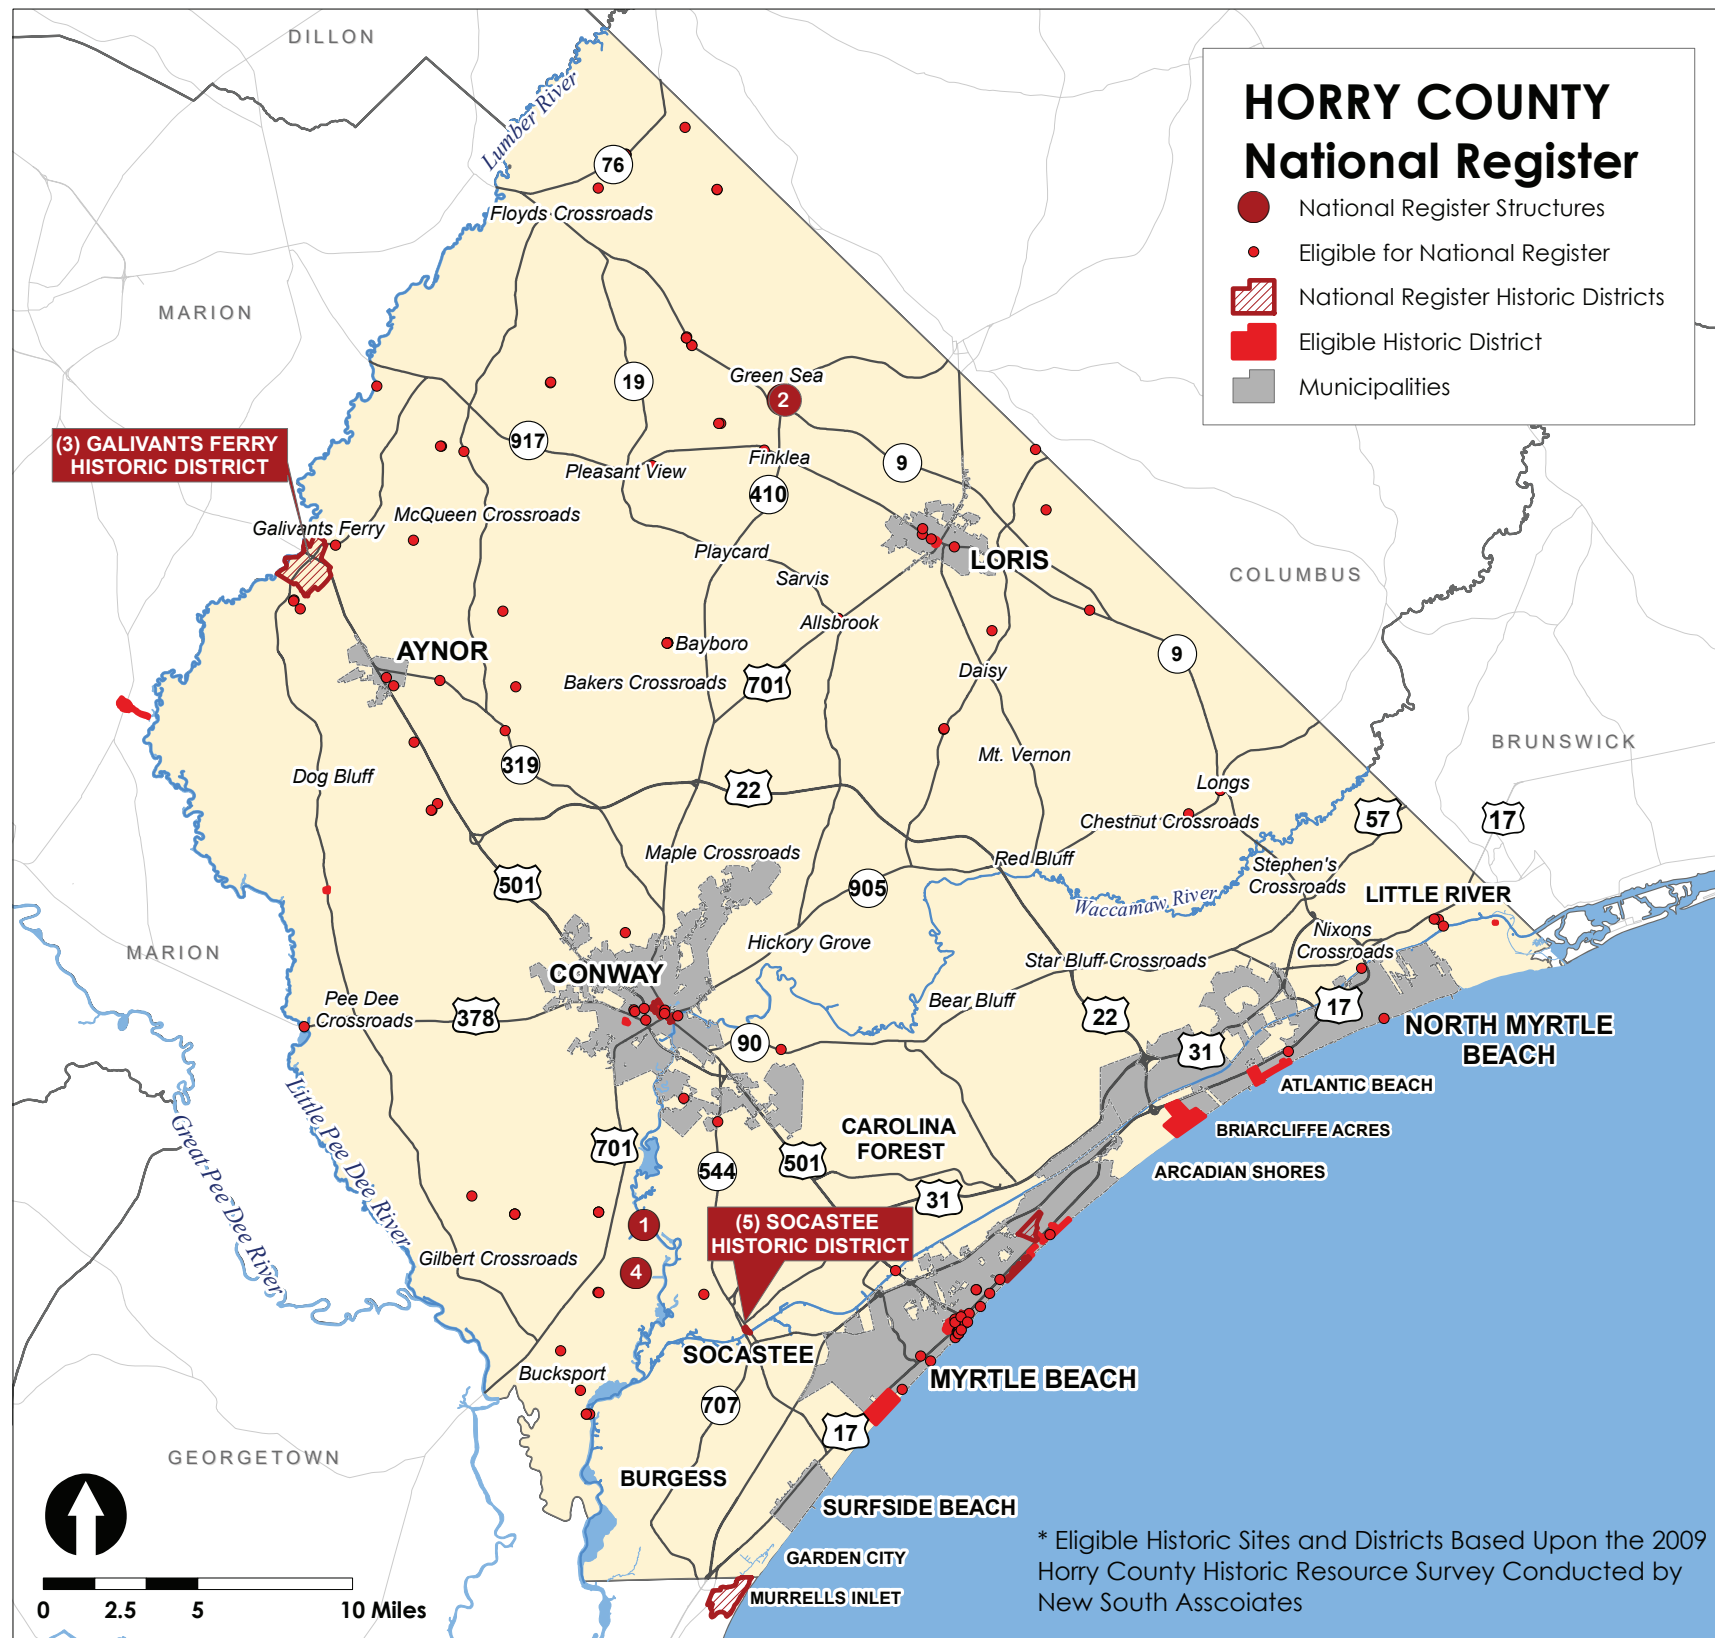 DILLON
HORRY COUNTY
National Register
National Register Structures
Eligible for National Register
National Register Historic Districts
Eligible Historic District
Municipalities
Lumber River
76
Floyds Crossroads
MARION
19
Green Sea
2
917
(3) GALIVANTS FERRY
HISTORIC DISTRICT
Pleasant View
Finklea
9
410
McQueen Crossroads
Galivants Ferry
Playcard
LORIS
Sarvis
COLUMBUS
Allsbrook
AYNOR
Bayboro
9
Bakers Crossroads
701
Daisy
BRUNSWICK
Mt. Vernon
319
Dog Bluff
22
Longs
57
17
Chestnut Crossroads
Maple Crossroads
Red Bluff
Stephen's
Crossroads
501
905
LITTLE RIVER
Waccamaw River
Nixons
Crossroads
Hickory Grove
MARION
Star Bluff Crossroads
CONWAY
Pee Dee
Crossroads
Bear Bluff
378
17
22
NORTH MYRTLE
BEACH
90
31
ATLANTIC BEACH
Little Pee Dee River
Great Pee Dee River
CAROLINA
FOREST
BRIARCLIFFE ACRES
701
501
544
ARCADIAN SHORES
31
1
(5) SOCASTEE
HISTORIC DISTRICT
Gilbert Crossroads
4
SOCASTEE
Bucksport
MYRTLE BEACH
707
17
GEORGETOWN
BURGESS
SURFSIDE BEACH
* Eligible Historic Sites and Districts Based Upon the 2009
Horry County Historic Resource Survey Conducted by
New South Asscoiates
GARDEN CITY
MURRELLS INLET
0 2.5 5 10 Miles